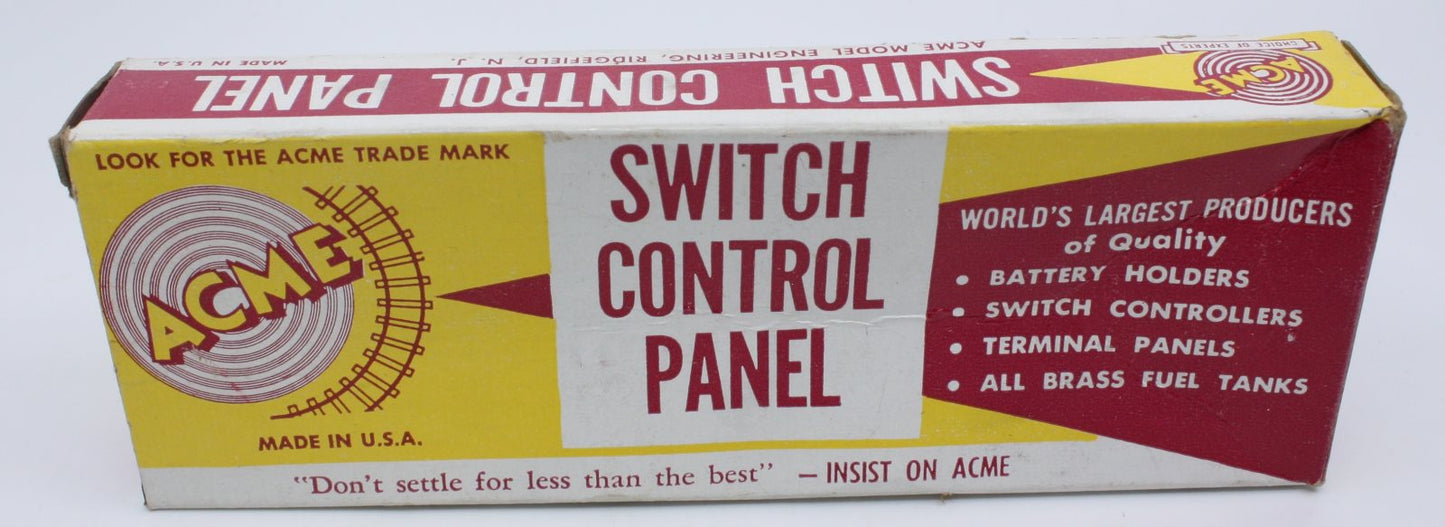 MADE IN U.S.A.
ACME MODEL ENGINEERING, RIDGEFIELD, N. J.
CHOICE OF EXPERTS
ACME
SWITCH CONTROL PANEL
LOOK FOR THE ACME TRADE MARK
ACME
MADE IN U.S.A.
SWITCH
CONTROL
PANEL
WORLD'S LARGEST PRODUCERS
of Quality
• BATTERY HOLDERS
• SWITCH CONTROLLERS
• TERMINAL PANELS
• ALL BRASS FUEL TANKS
"Don't settle for less than the best" — INSIST ON ACME